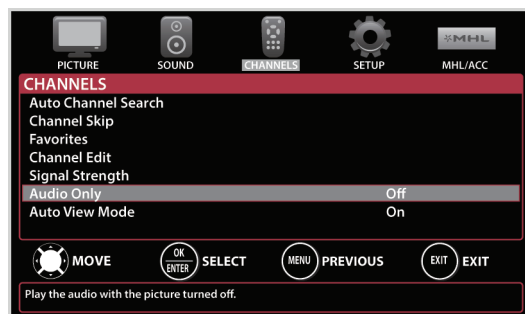 PICTURE SOUND CHANNELS SETUP MHL/ACC
MHL
CHANNELS
Auto Channel Search
Channel Skip
Favorites
Channel Edit
Signal Strength
Audio Only Off
Auto View Mode On
MOVE OK ENTER SELECT MENU PREVIOUS EXIT EXIT
Play the audio with the picture turned off.